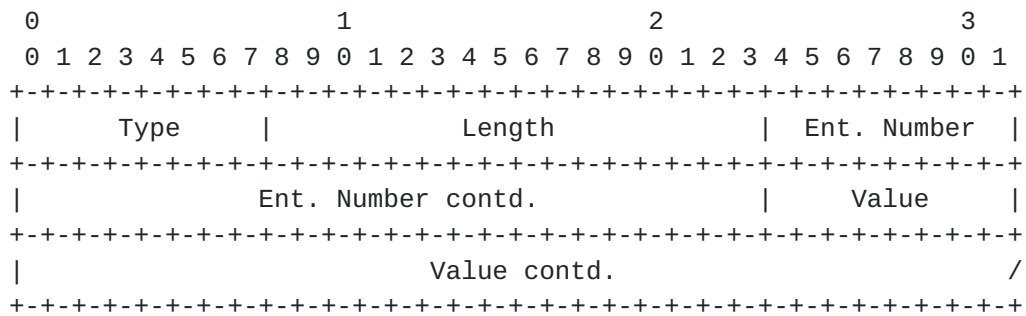 0                   1                   2                   3
 0 1 2 3 4 5 6 7 8 9 0 1 2 3 4 5 6 7 8 9 0 1 2 3 4 5 6 7 8 9 0 1
+-+-+-+-+-+-+-+-+-+-+-+-+-+-+-+-+-+-+-+-+-+-+-+-+-+-+-+-+-+-+-+-+
|      Type     |            Length             |  Ent. Number  |
+-+-+-+-+-+-+-+-+-+-+-+-+-+-+-+-+-+-+-+-+-+-+-+-+-+-+-+-+-+-+-+-+
|               Ent. Number contd.              |     Value     |
+-+-+-+-+-+-+-+-+-+-+-+-+-+-+-+-+-+-+-+-+-+-+-+-+-+-+-+-+-+-+-+-+
|                          Value contd.                         /
+-+-+-+-+-+-+-+-+-+-+-+-+-+-+-+-+-+-+-+-+-+-+-+-+-+-+-+-+-+-+-+-+